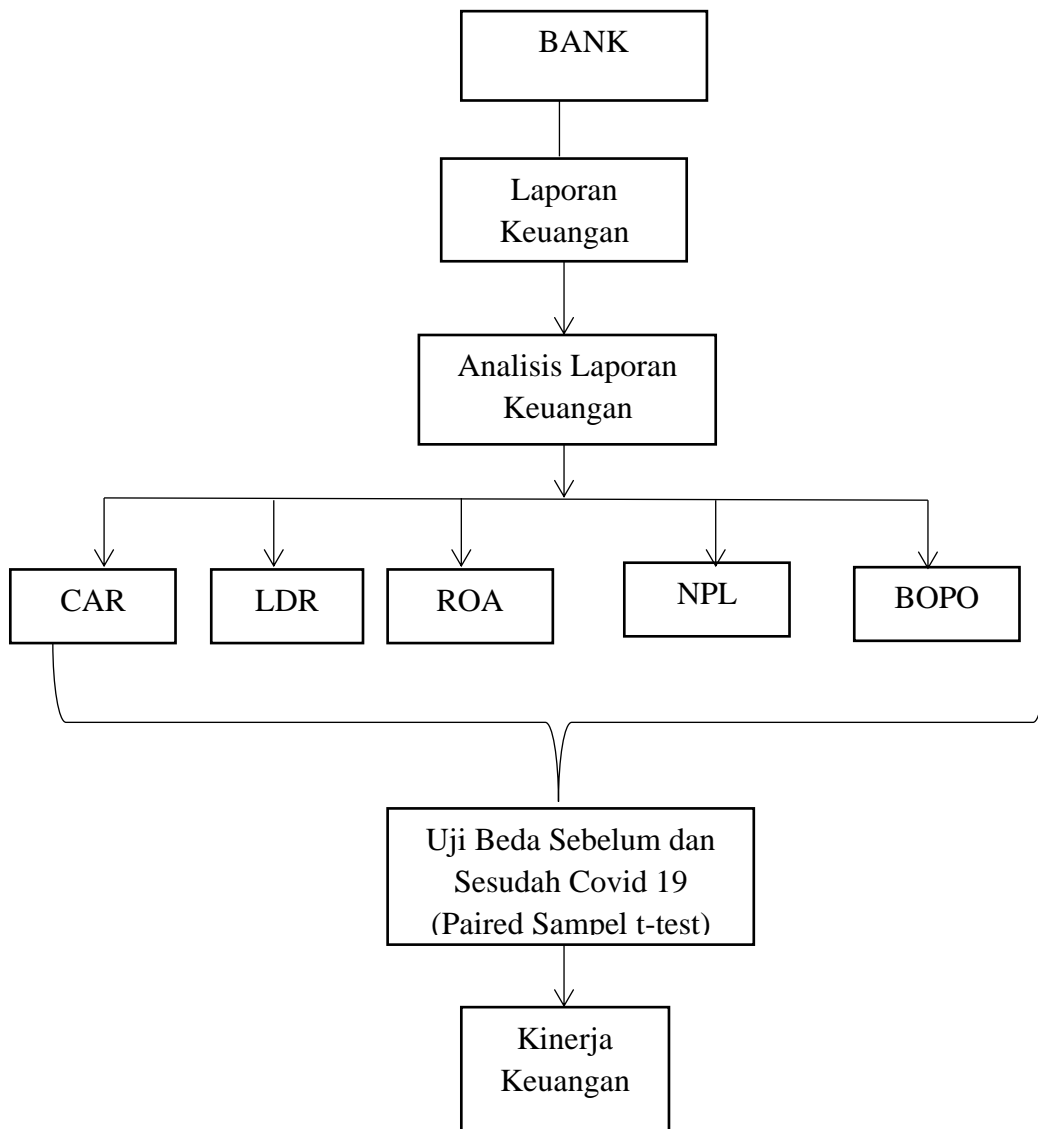 BANK
Laporan
Keuangan
Analisis Laporan
Keuangan
CAR
LDR
ROA
NPL
BOPO
Uji Beda Sebelum dan
Sesudah Covid 19
(Paired Sampel t-test)
Kinerja
Keuangan